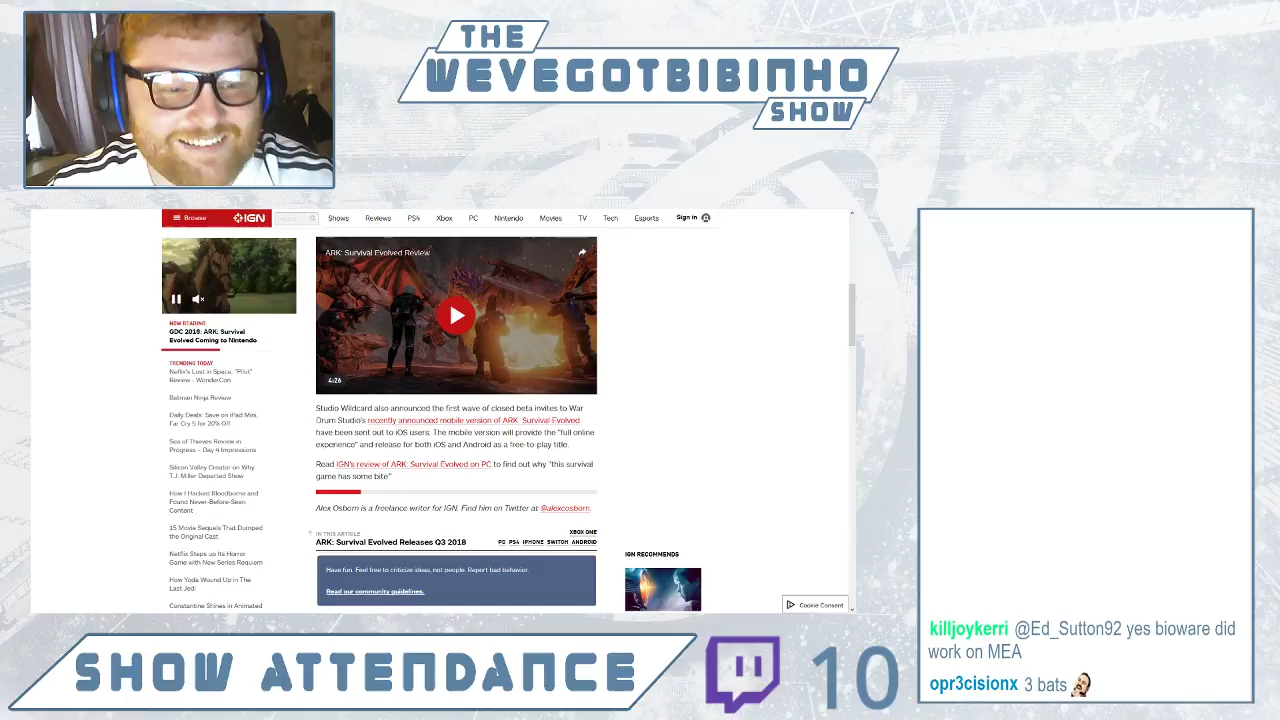 THE
WEVEGOTBIBINHO
SHOW
Browse
IGN
Search
Shows
Reviews
PS4
Xbox
PC
Nintendo
Movies
TV
Tech
Esports
Sign In
NOW READING
GDC 2018: ARK: Survival
Evolved Coming to Nintendo
TRENDING TODAY
Netflix's Lost in Space: "Pilot"
Review - WonderCon
Batman Ninja Review
Daily Deals: Save on iPad Mini,
Far Cry 5 for 20% Off
Sea of Thieves Review in
Progress – Day 4 Impressions
Silicon Valley Creator on Why
T.J. Miller Departed Show
How I Hacked Bloodborne and
Found Never-Before-Seen
Content
15 Movie Sequels That Dumped
the Original Cast
Netflix Steps up Its Horror
Game with New Series Requiem
How Yoda Wound Up in The
Last Jedi
Constantine Shines in Animated
ARK: Survival Evolved Review
4:26
Studio Wildcard also announced the first wave of closed beta invites to War
Drum Studio's recently announced mobile version of ARK: Survival Evolved
have been sent out to iOS users. The mobile version will provide the "full online
experience" and release for both iOS and Android as a free-to-play title.
Read IGN's review of ARK: Survival Evolved on PC to find out why "this survival
game has some bite."
Alex Osborn is a freelance writer for IGN. Find him on Twitter at @alexcosborn.
IN THIS ARTICLE
ARK: Survival Evolved Releases Q3 2018
XBOX ONE
PC PS4 IPHONE SWITCH ANDROID
Have fun. Feel free to criticize ideas, not people. Report bad behavior.
Read our community guidelines.
IGN RECOMMENDS
Cookie Consent
killjoykerri @Ed_Sutton92 yes bioware did
work on MEA
opr3cisionx 3 bats
SHOW ATTENDANCE
10